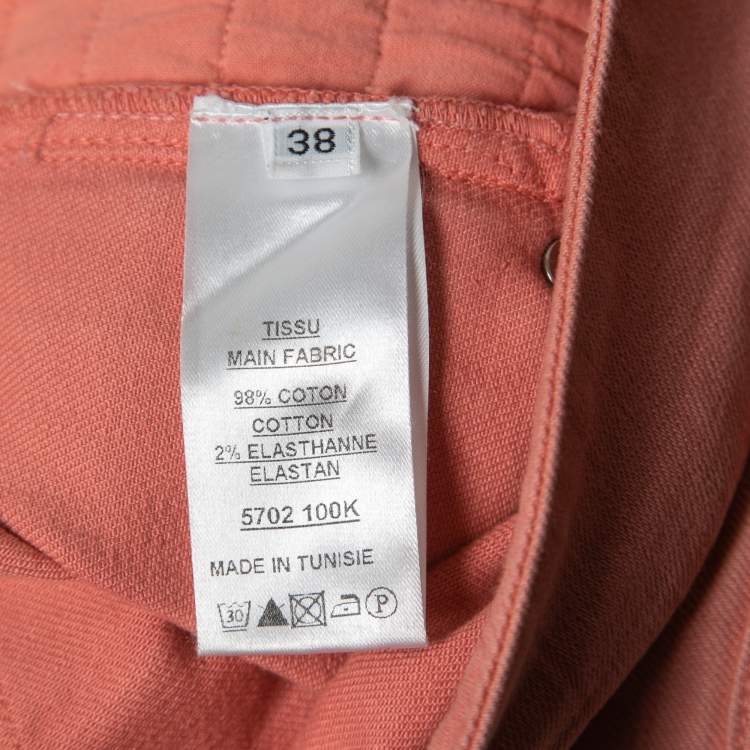 38
TISSU
MAIN FABRIC
98% COTON
COTTON
2% ELASTHANNE
ELASTAN
5702 100K
MADE IN TUNISIE
30 P